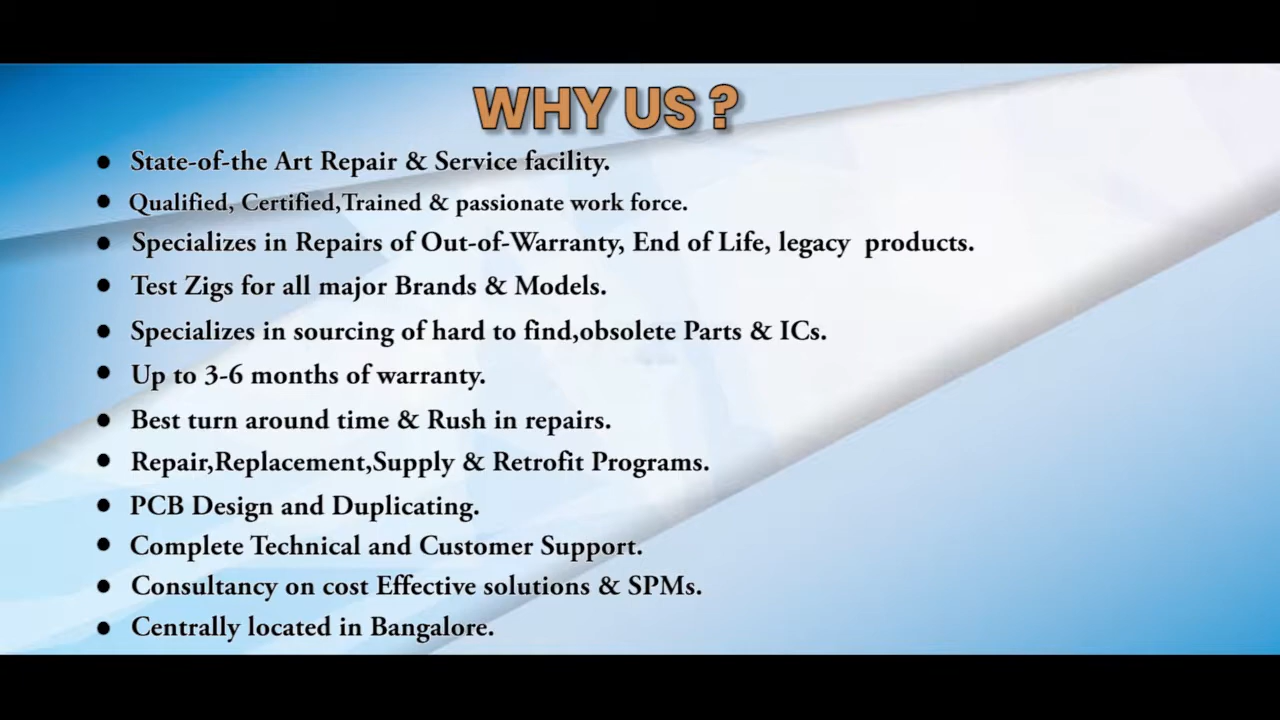 WHY US ?
● State-of-the Art Repair & Service facility.
● Qualified, Certified,Trained & passionate work force.
● Specializes in Repairs of Out-of-Warranty, End of Life, legacy  products.
● Test Zigs for all major Brands & Models.
● Specializes in sourcing of hard to find,obsolete Parts & ICs.
● Up to 3-6 months of warranty.
● Best turn around time & Rush in repairs.
● Repair,Replacement,Supply & Retrofit Programs.
● PCB Design and Duplicating.
● Complete Technical and Customer Support.
● Consultancy on cost Effective solutions & SPMs.
● Centrally located in Bangalore.